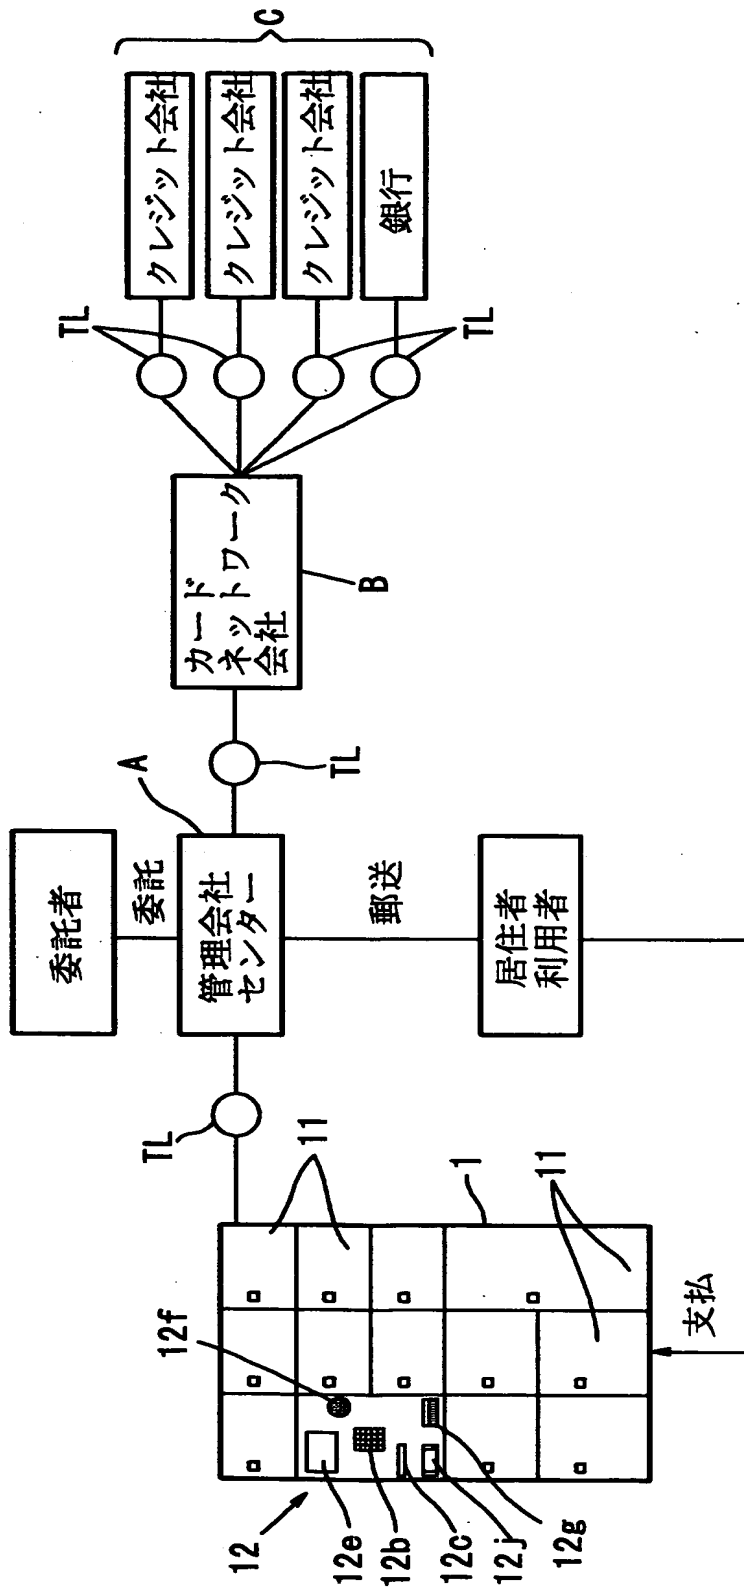 C
クレジット会社
クレジット会社
クレジット会社
銀行
TL
TL
カード
ネットワーク
会社
B
TL
A
委託者
委託
管理会社
センター
郵送
居住者
利用者
TL
11
1
11
支払
12f
12
12e
12b
12c
12j
12g